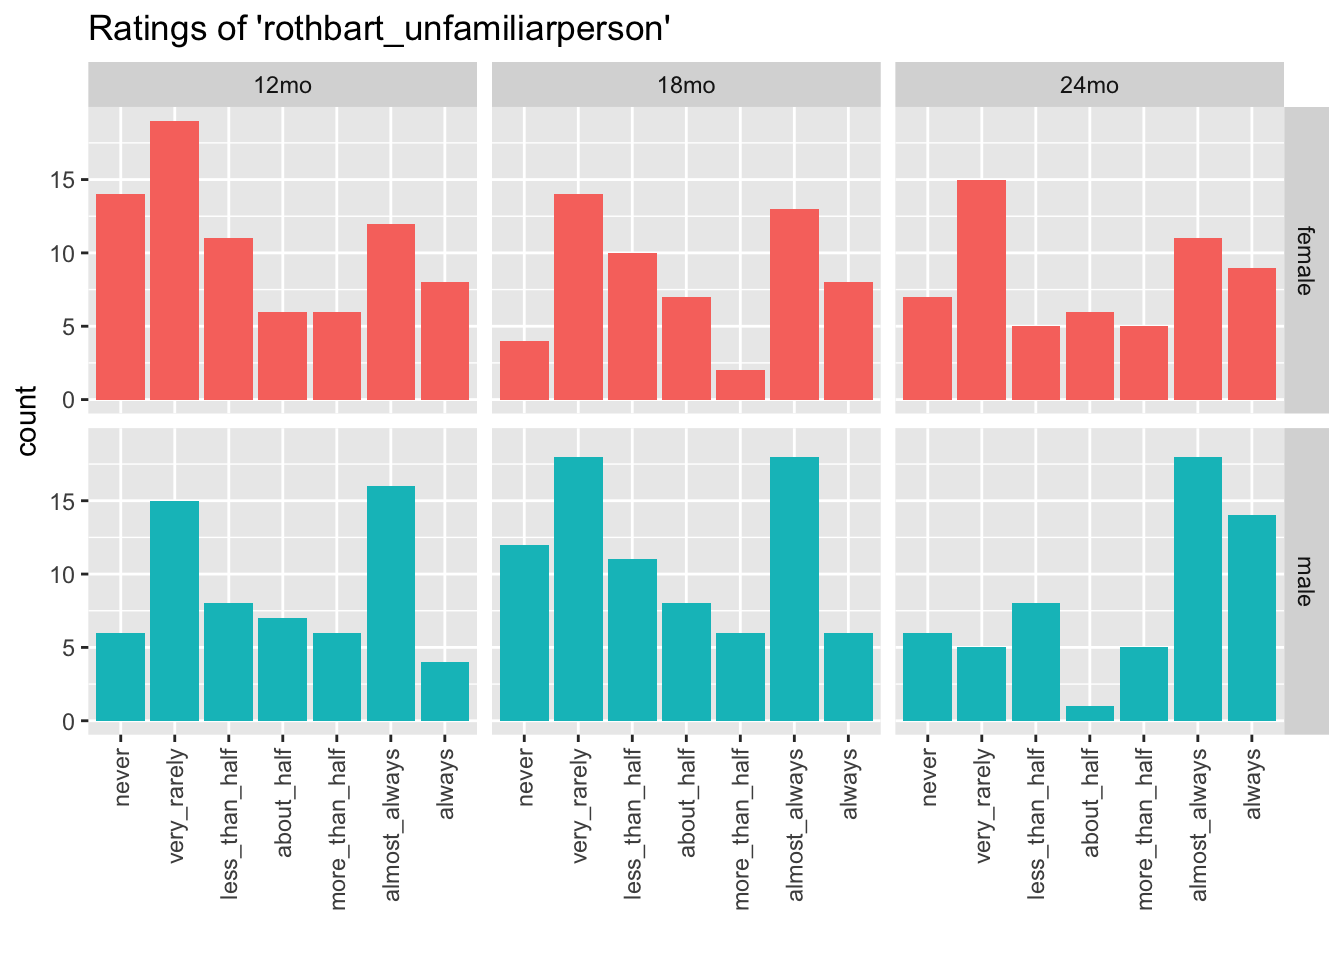 Ratings of 'rothbart_unfamiliarperson'
12mo 18mo 24mo
15
10
5
0
female
count
15
10
5
0
male
never very_rarely less_than_half about_half more_than_half almost_always always
never very_rarely less_than_half about_half more_than_half almost_always always
never very_rarely less_than_half about_half more_than_half almost_always always